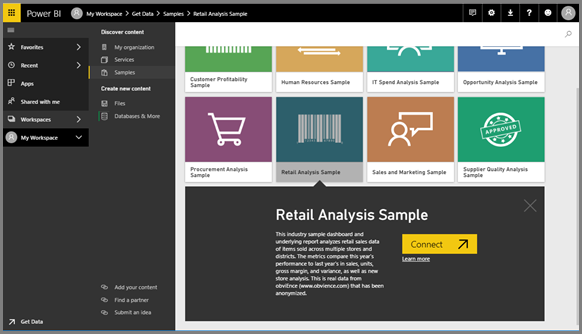 Power BI
My Workspace > Get Data > Samples > Retail Analysis Sample
Favorites
Recent
Apps
Shared with me
Workspaces
My Workspace
Get Data
Discover content
My organization
Services
Samples
Create new content
Files
Databases & More
Add your content
Find a partner
Submit an idea
Customer Profitability
Sample
Human Resources Sample
IT Spend Analysis Sample
Opportunity Analysis Sample
Procurement Analysis
Sample
Retail Analysis Sample
Sales and Marketing Sample
APPROVED
Supplier Quality Analysis
Sample
Retail Analysis Sample
This industry sample dashboard and
underlying report analyzes retail sales data
of items sold across multiple stores and
districts. The metrics compare this year's
performance to last year's in sales, units,
gross margin, and variance, as well as new
store analysis. This is real data from
obviEnce (www.obvience.com) that has been
anonymized.
Connect
Learn more